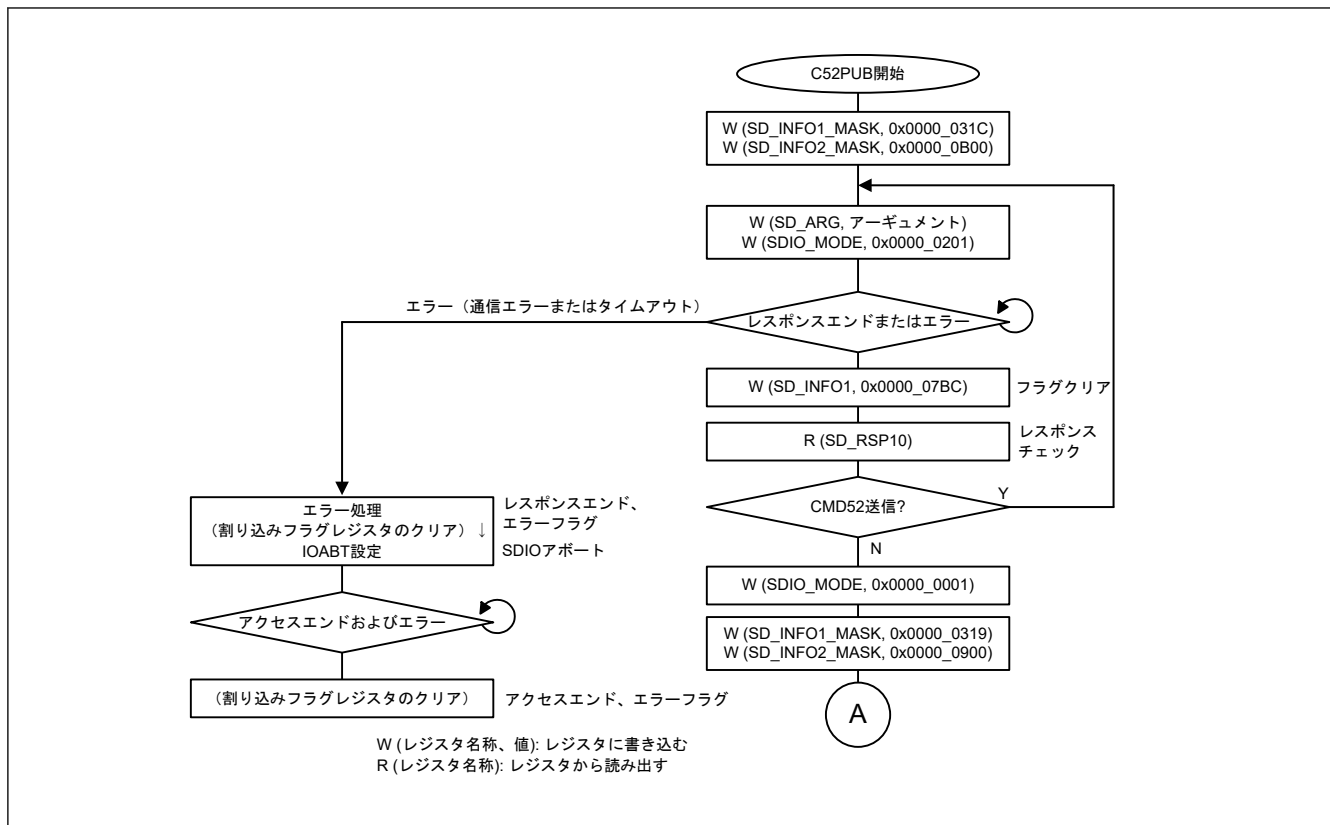 C52PUB開始
W (SD_INFO1_MASK, 0x0000_031C)
W (SD_INFO2_MASK, 0x0000_0B00)
W (SD_ARG, アーギュメント)
W (SDIO_MODE, 0x0000_0201)
エラー（通信エラーまたはタイムアウト）
レスポンスエンドまたはエラー
W (SD_INFO1, 0x0000_07BC)
フラグクリア
R (SD_RSP10)
レスポンス
チェック
CMD52送信?
Y
N
エラー処理
（割り込みフラグレジスタのクリア）↓
IOABT設定
レスポンスエンド、
エラーフラグ
SDIOアボート
W (SDIO_MODE, 0x0000_0001)
アクセスエンドおよびエラー
W (SD_INFO1_MASK, 0x0000_0319)
W (SD_INFO2_MASK, 0x0000_0900)
（割り込みフラグレジスタのクリア）
アクセスエンド、エラーフラグ
A
W (レジスタ名称、値): レジスタに書き込む
R (レジスタ名称): レジスタから読み出す